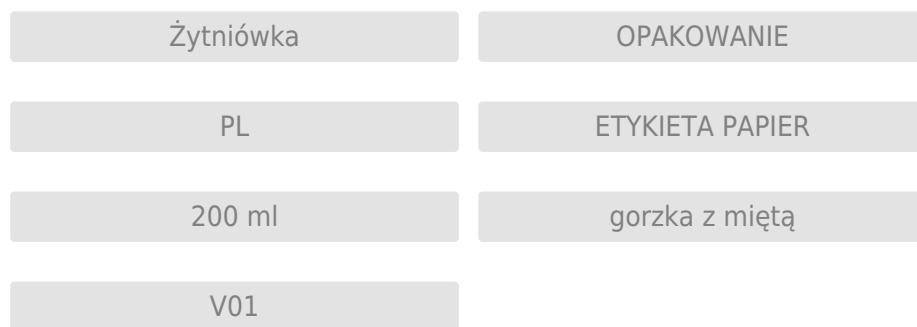 Żytniówka
OPAKOWANIE
PL
ETYKIETA PAPIER
200 ml
gorzka z miętą
V01